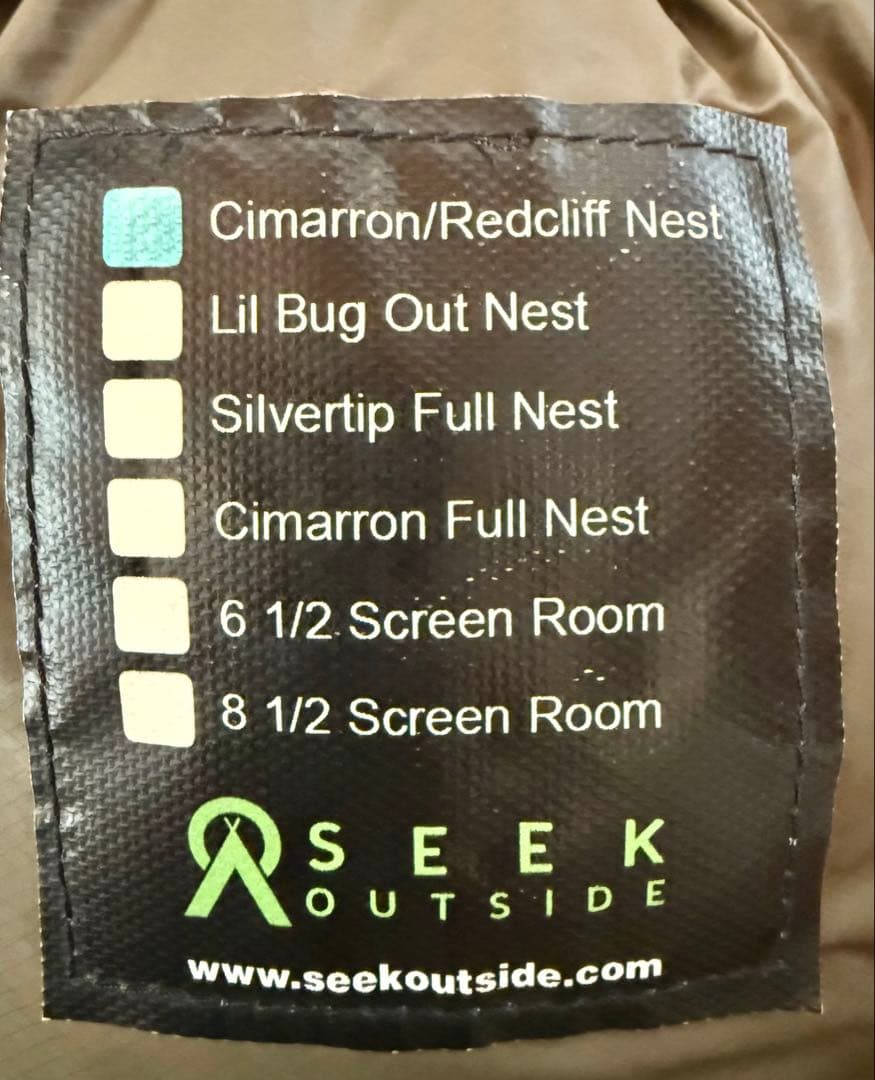 Cimarron/Redcliff Nest
Lil Bug Out Nest
Silvertip Full Nest
Cimarron Full Nest
6 1/2 Screen Room
8 1/2 Screen Room
SEEK
OUTSIDE
www.seekoutside.com